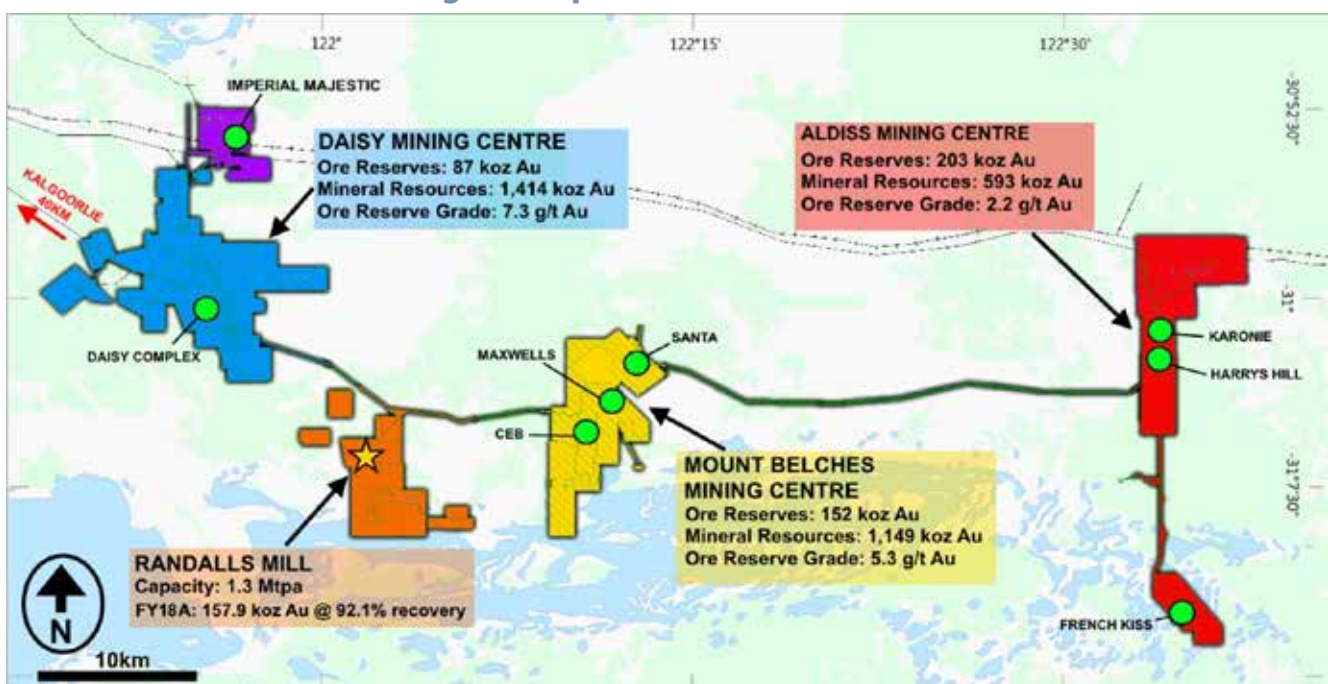 122°
122°15'
122°30'
-30°52'30"
-31°
-31°7'30"
IMPERIAL MAJESTIC
DAISY MINING CENTRE
Ore Reserves: 87 koz Au
Mineral Resources: 1,414 koz Au
Ore Reserve Grade: 7.3 g/t Au
ALDISS MINING CENTRE
Ore Reserves: 203 koz Au
Mineral Resources: 593 koz Au
Ore Reserve Grade: 2.2 g/t Au
KALGOORLIE
40KM
DAISY COMPLEX
MAXWELLS
SANTA
CEB
KARONIE
HARRYS HILL
MOUNT BELCHES
MINING CENTRE
Ore Reserves: 152 koz Au
Mineral Resources: 1,149 koz Au
Ore Reserve Grade: 5.3 g/t Au
RANDALLS MILL
Capacity: 1.3 Mtpa
FY18A: 157.9 koz Au @ 92.1% recovery
FRENCH KISS
N
10km